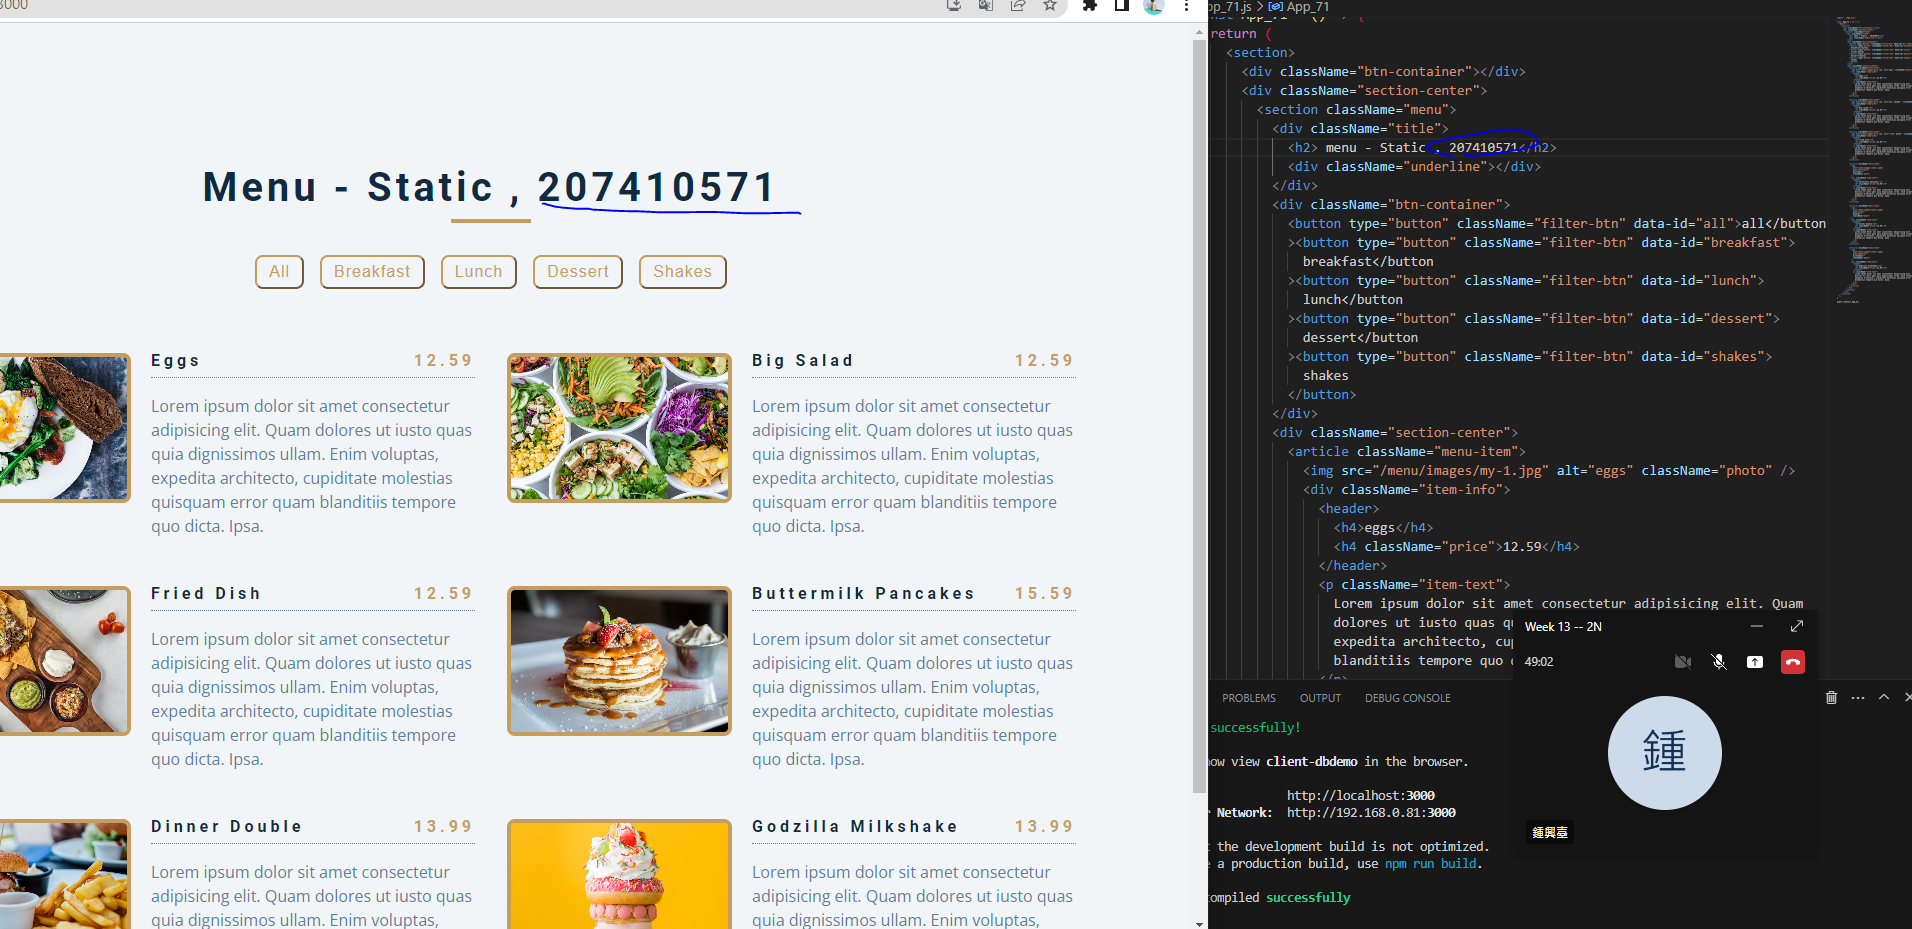 3000
Menu - Static , 207410571
All
Breakfast
Lunch
Dessert
Shakes
Eggs 12.59
Lorem ipsum dolor sit amet consectetur
adipisicing elit. Quam dolores ut iusto quas
quia dignissimos ullam. Enim voluptas,
expedita architecto, cupiditate molestias
quisquam error quam blanditiis tempore
quo dicta. Ipsa.
Big Salad 12.59
Lorem ipsum dolor sit amet consectetur
adipisicing elit. Quam dolores ut iusto quas
quia dignissimos ullam. Enim voluptas,
expedita architecto, cupiditate molestias
quisquam error quam blanditiis tempore
quo dicta. Ipsa.
Fried Dish 12.59
Lorem ipsum dolor sit amet consectetur
adipisicing elit. Quam dolores ut iusto quas
quia dignissimos ullam. Enim voluptas,
expedita architecto, cupiditate molestias
quisquam error quam blanditiis tempore
quo dicta. Ipsa.
Buttermilk Pancakes 15.59
Lorem ipsum dolor sit amet consectetur
adipisicing elit. Quam dolores ut iusto quas
quia dignissimos ullam. Enim voluptas,
expedita architecto, cupiditate molestias
quisquam error quam blanditiis tempore
quo dicta. Ipsa.
Dinner Double 13.99
Lorem ipsum dolor sit amet consectetur
adipisicing elit. Quam dolores ut iusto quas
quia dignissimos ullam. Enim voluptas,
Godzilla Milkshake 13.99
Lorem ipsum dolor sit amet consectetur
adipisicing elit. Quam dolores ut iusto quas
quia dignissimos ullam. Enim voluptas,
pp_71.js > App_71
return (
<section>
<div className="btn-container"></div>
<div className="section-center">
<section className="menu">
<div className="title">
<h2> menu - Static , 207410571</h2>
<div className="underline"></div>
</div>
<div className="btn-container">
<button type="button" className="filter-btn" data-id="all">all</button
><button type="button" className="filter-btn" data-id="breakfast">
breakfast</button
><button type="button" className="filter-btn" data-id="lunch">
lunch</button
><button type="button" className="filter-btn" data-id="dessert">
dessert</button
><button type="button" className="filter-btn" data-id="shakes">
shakes
</button>
</div>
<div className="section-center">
<article className="menu-item">
<img src="/menu/images/my-1.jpg" alt="eggs" className="photo" />
<div className="item-info">
<header>
<h4>eggs</h4>
<h4 className="price">12.59</h4>
</header>
<p className="item-text">
Lorem ipsum dolor sit amet consectetur adipisicing elit. Quam
dolores ut iusto quas
expedita architecto,
blanditiis tempore quo
PROBLEMS OUTPUT DEBUG CONSOLE
successfully!
ow view client-dbdemo in the browser.
http://localhost:3000
Network: http://192.168.0.81:3000
the development build is not optimized.
a production build, use npm run build.
ompiled successfully
Week 13 -- 2N
49:02
鍾
鍾興臺